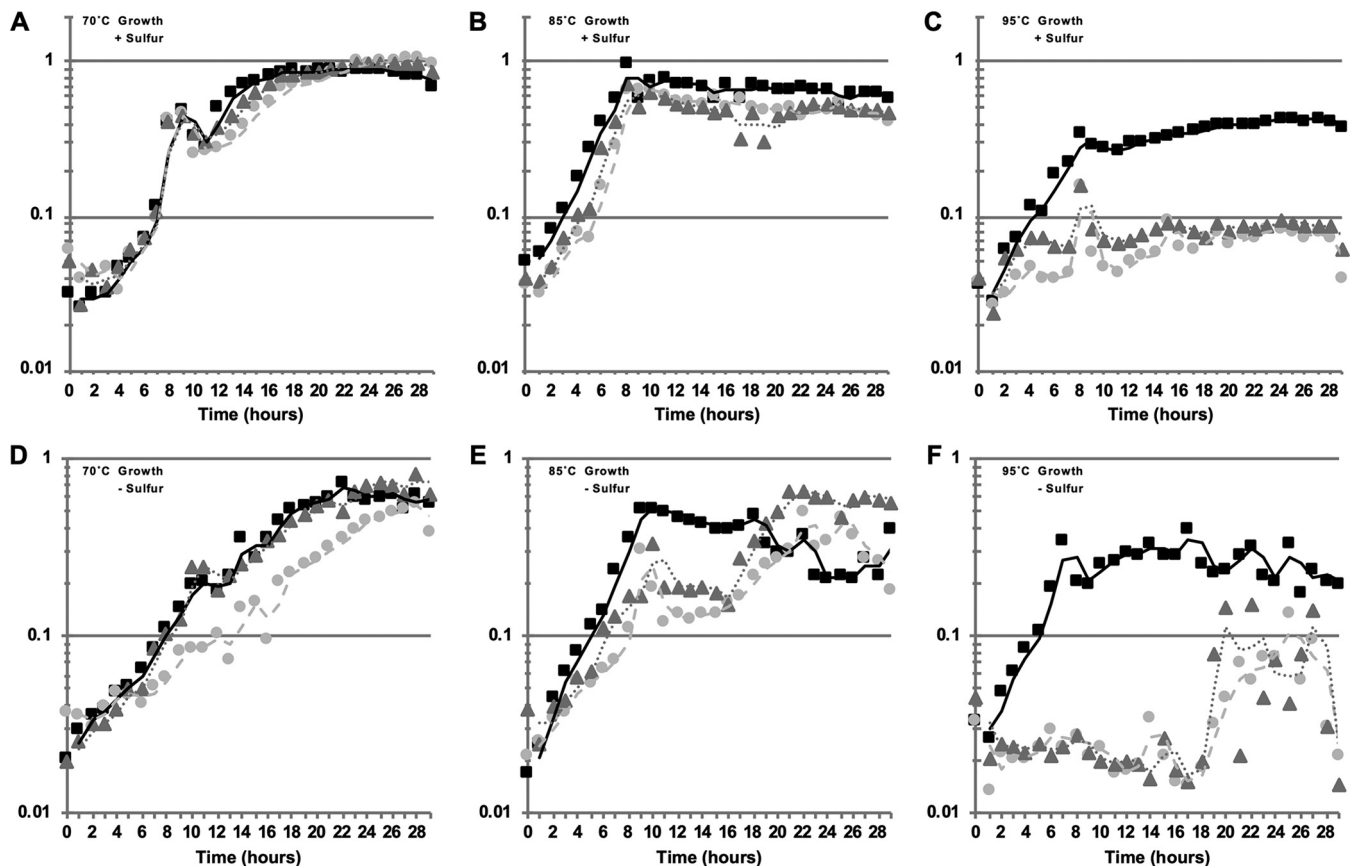 A
70˚C Growth
+ Sulfur
1
0.1
0.01
0 2 4 6 8 10 12 14 16 18 20 22 24 26 28
Time (hours)
B
85˚C Growth
+ Sulfur
1
0.1
0.01
0 2 4 6 8 10 12 14 16 18 20 22 24 26 28
Time (hours)
C
95˚C Growth
+ Sulfur
1
0.1
0.01
0 2 4 6 8 10 12 14 16 18 20 22 24 26 28
Time (hours)
D
70˚C Growth
- Sulfur
1
0.1
0.01
0 2 4 6 8 10 12 14 16 18 20 22 24 26 28
Time (hours)
E
85˚C Growth
- Sulfur
1
0.1
0.01
0 2 4 6 8 10 12 14 16 18 20 22 24 26 28
Time (hours)
F
95˚C Growth
- Sulfur
1
0.1
0.01
0 2 4 6 8 10 12 14 16 18 20 22 24 26 28
Time (hours)